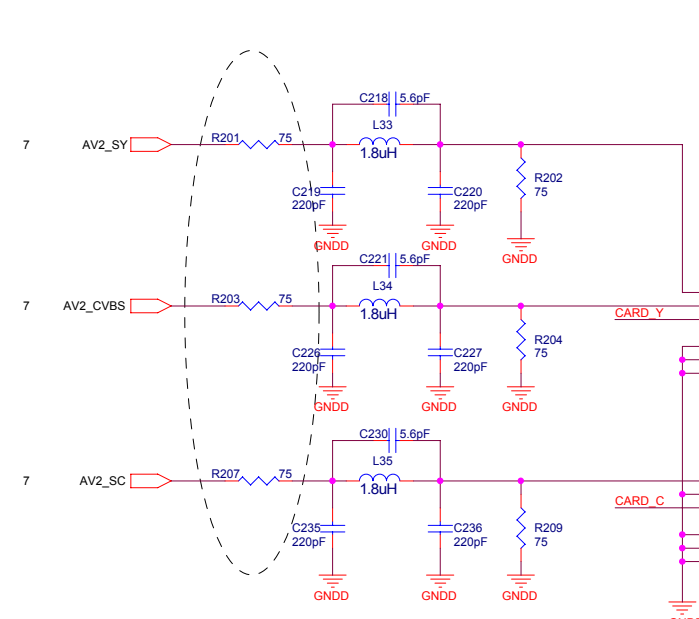 C218 5.6pF
L33
7 AV2_SY R201 75 1.8uH
C219 220pF
C220 220pF
R202 75
GNDD GNDD GNDD
C221 5.6pF
L34
7 AV2_CVBS R203 75 1.8uH
CARD_Y
C226 220pF
C227 220pF
R204 75
GNDD GNDD GNDD
C230 5.6pF
L35
7 AV2_SC R207 75 1.8uH
CARD_C
C235 220pF
C236 220pF
R209 75
GNDD GNDD GNDD